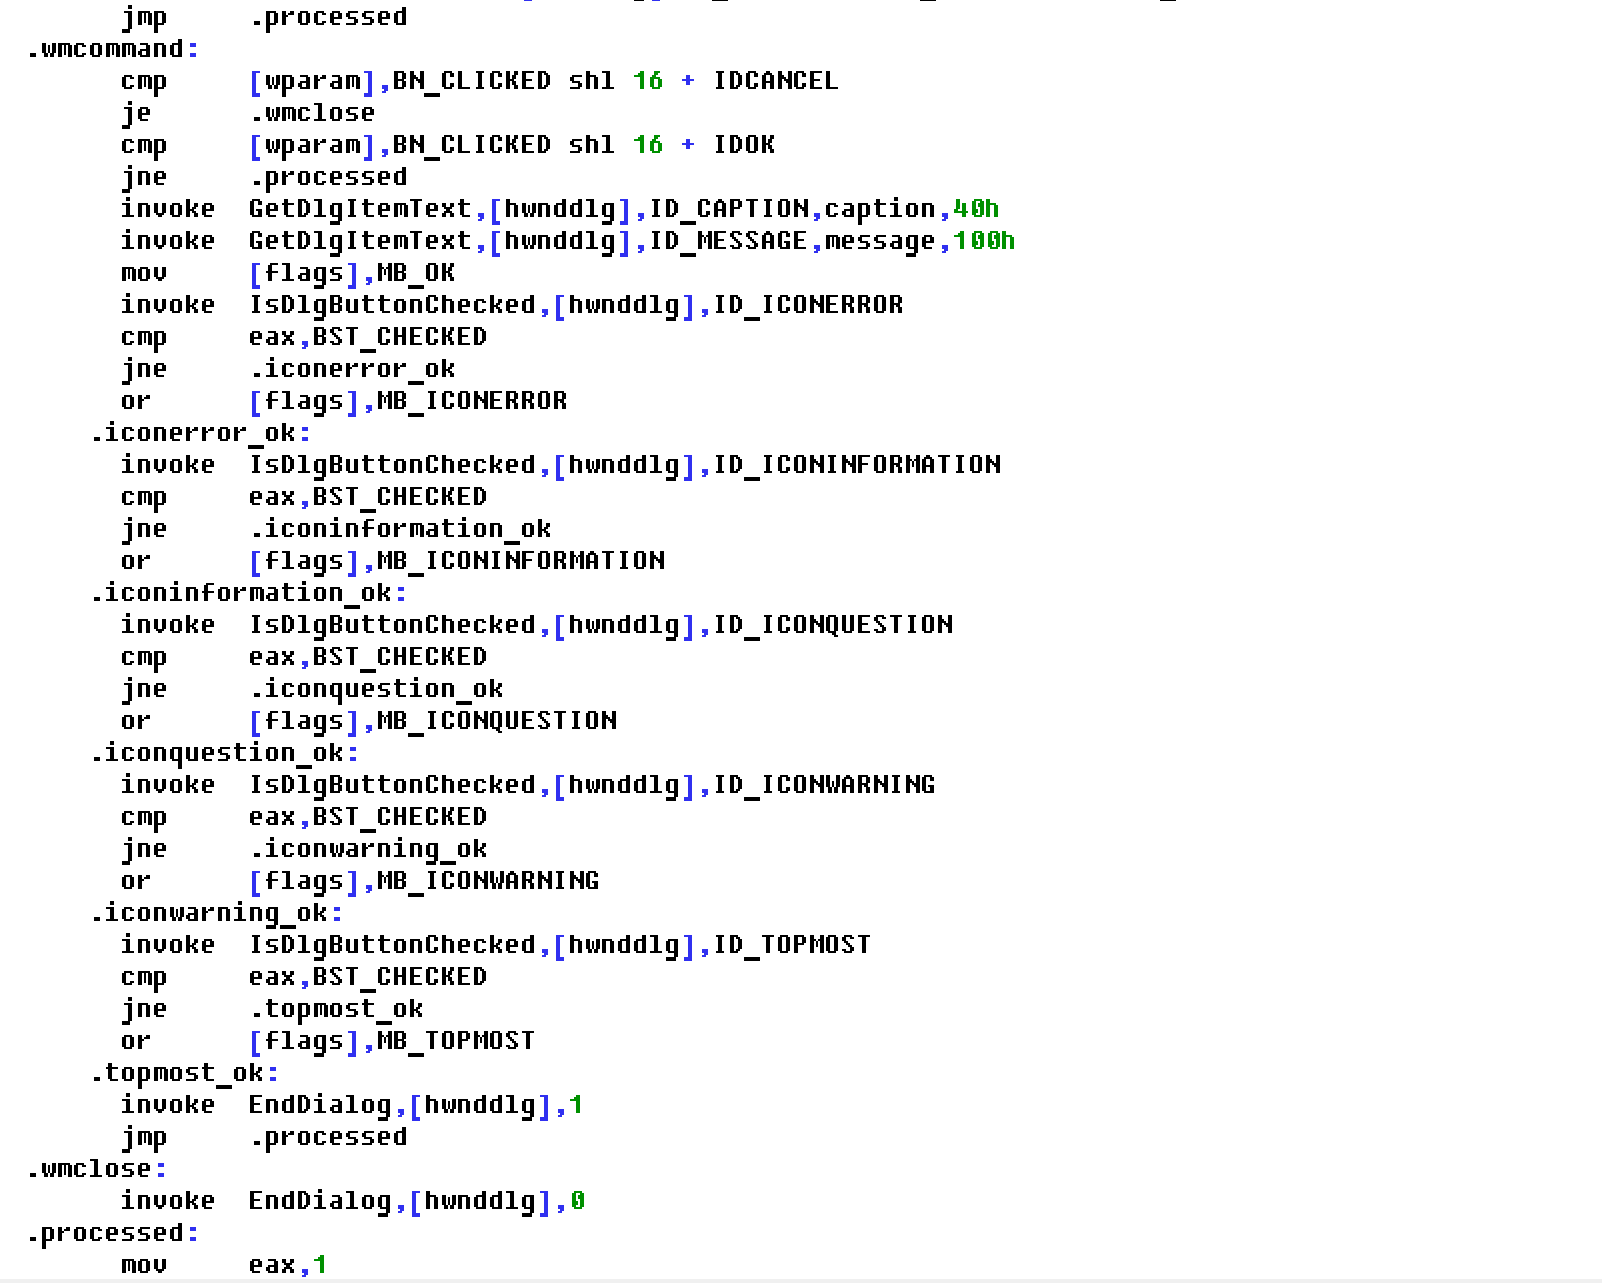 jmp .processed
.wmcommand:
cmp [wparam],BN_CLICKED shl 16 + IDCANCEL
je .wmclose
cmp [wparam],BN_CLICKED shl 16 + IDOK
jne .processed
invoke GetDlgItemText,[hwnddlg],ID_CAPTION,caption,40h
invoke GetDlgItemText,[hwnddlg],ID_MESSAGE,message,100h
mov [flags],MB_OK
invoke IsDlgButtonChecked,[hwnddlg],ID_ICONERROR
cmp eax,BST_CHECKED
jne .iconerror_ok
or [flags],MB_ICONERROR
.iconerror_ok:
invoke IsDlgButtonChecked,[hwnddlg],ID_ICONINFORMATION
cmp eax,BST_CHECKED
jne .iconinformation_ok
or [flags],MB_ICONINFORMATION
.iconinformation_ok:
invoke IsDlgButtonChecked,[hwnddlg],ID_ICONQUESTION
cmp eax,BST_CHECKED
jne .iconquestion_ok
or [flags],MB_ICONQUESTION
.iconquestion_ok:
invoke IsDlgButtonChecked,[hwnddlg],ID_ICONWARNING
cmp eax,BST_CHECKED
jne .iconwarning_ok
or [flags],MB_ICONWARNING
.iconwarning_ok:
invoke IsDlgButtonChecked,[hwnddlg],ID_TOPMOST
cmp eax,BST_CHECKED
jne .topmost_ok
or [flags],MB_TOPMOST
.topmost_ok:
invoke EndDialog,[hwnddlg],1
jmp .processed
.wmclose:
invoke EndDialog,[hwnddlg],0
.processed:
mov eax,1